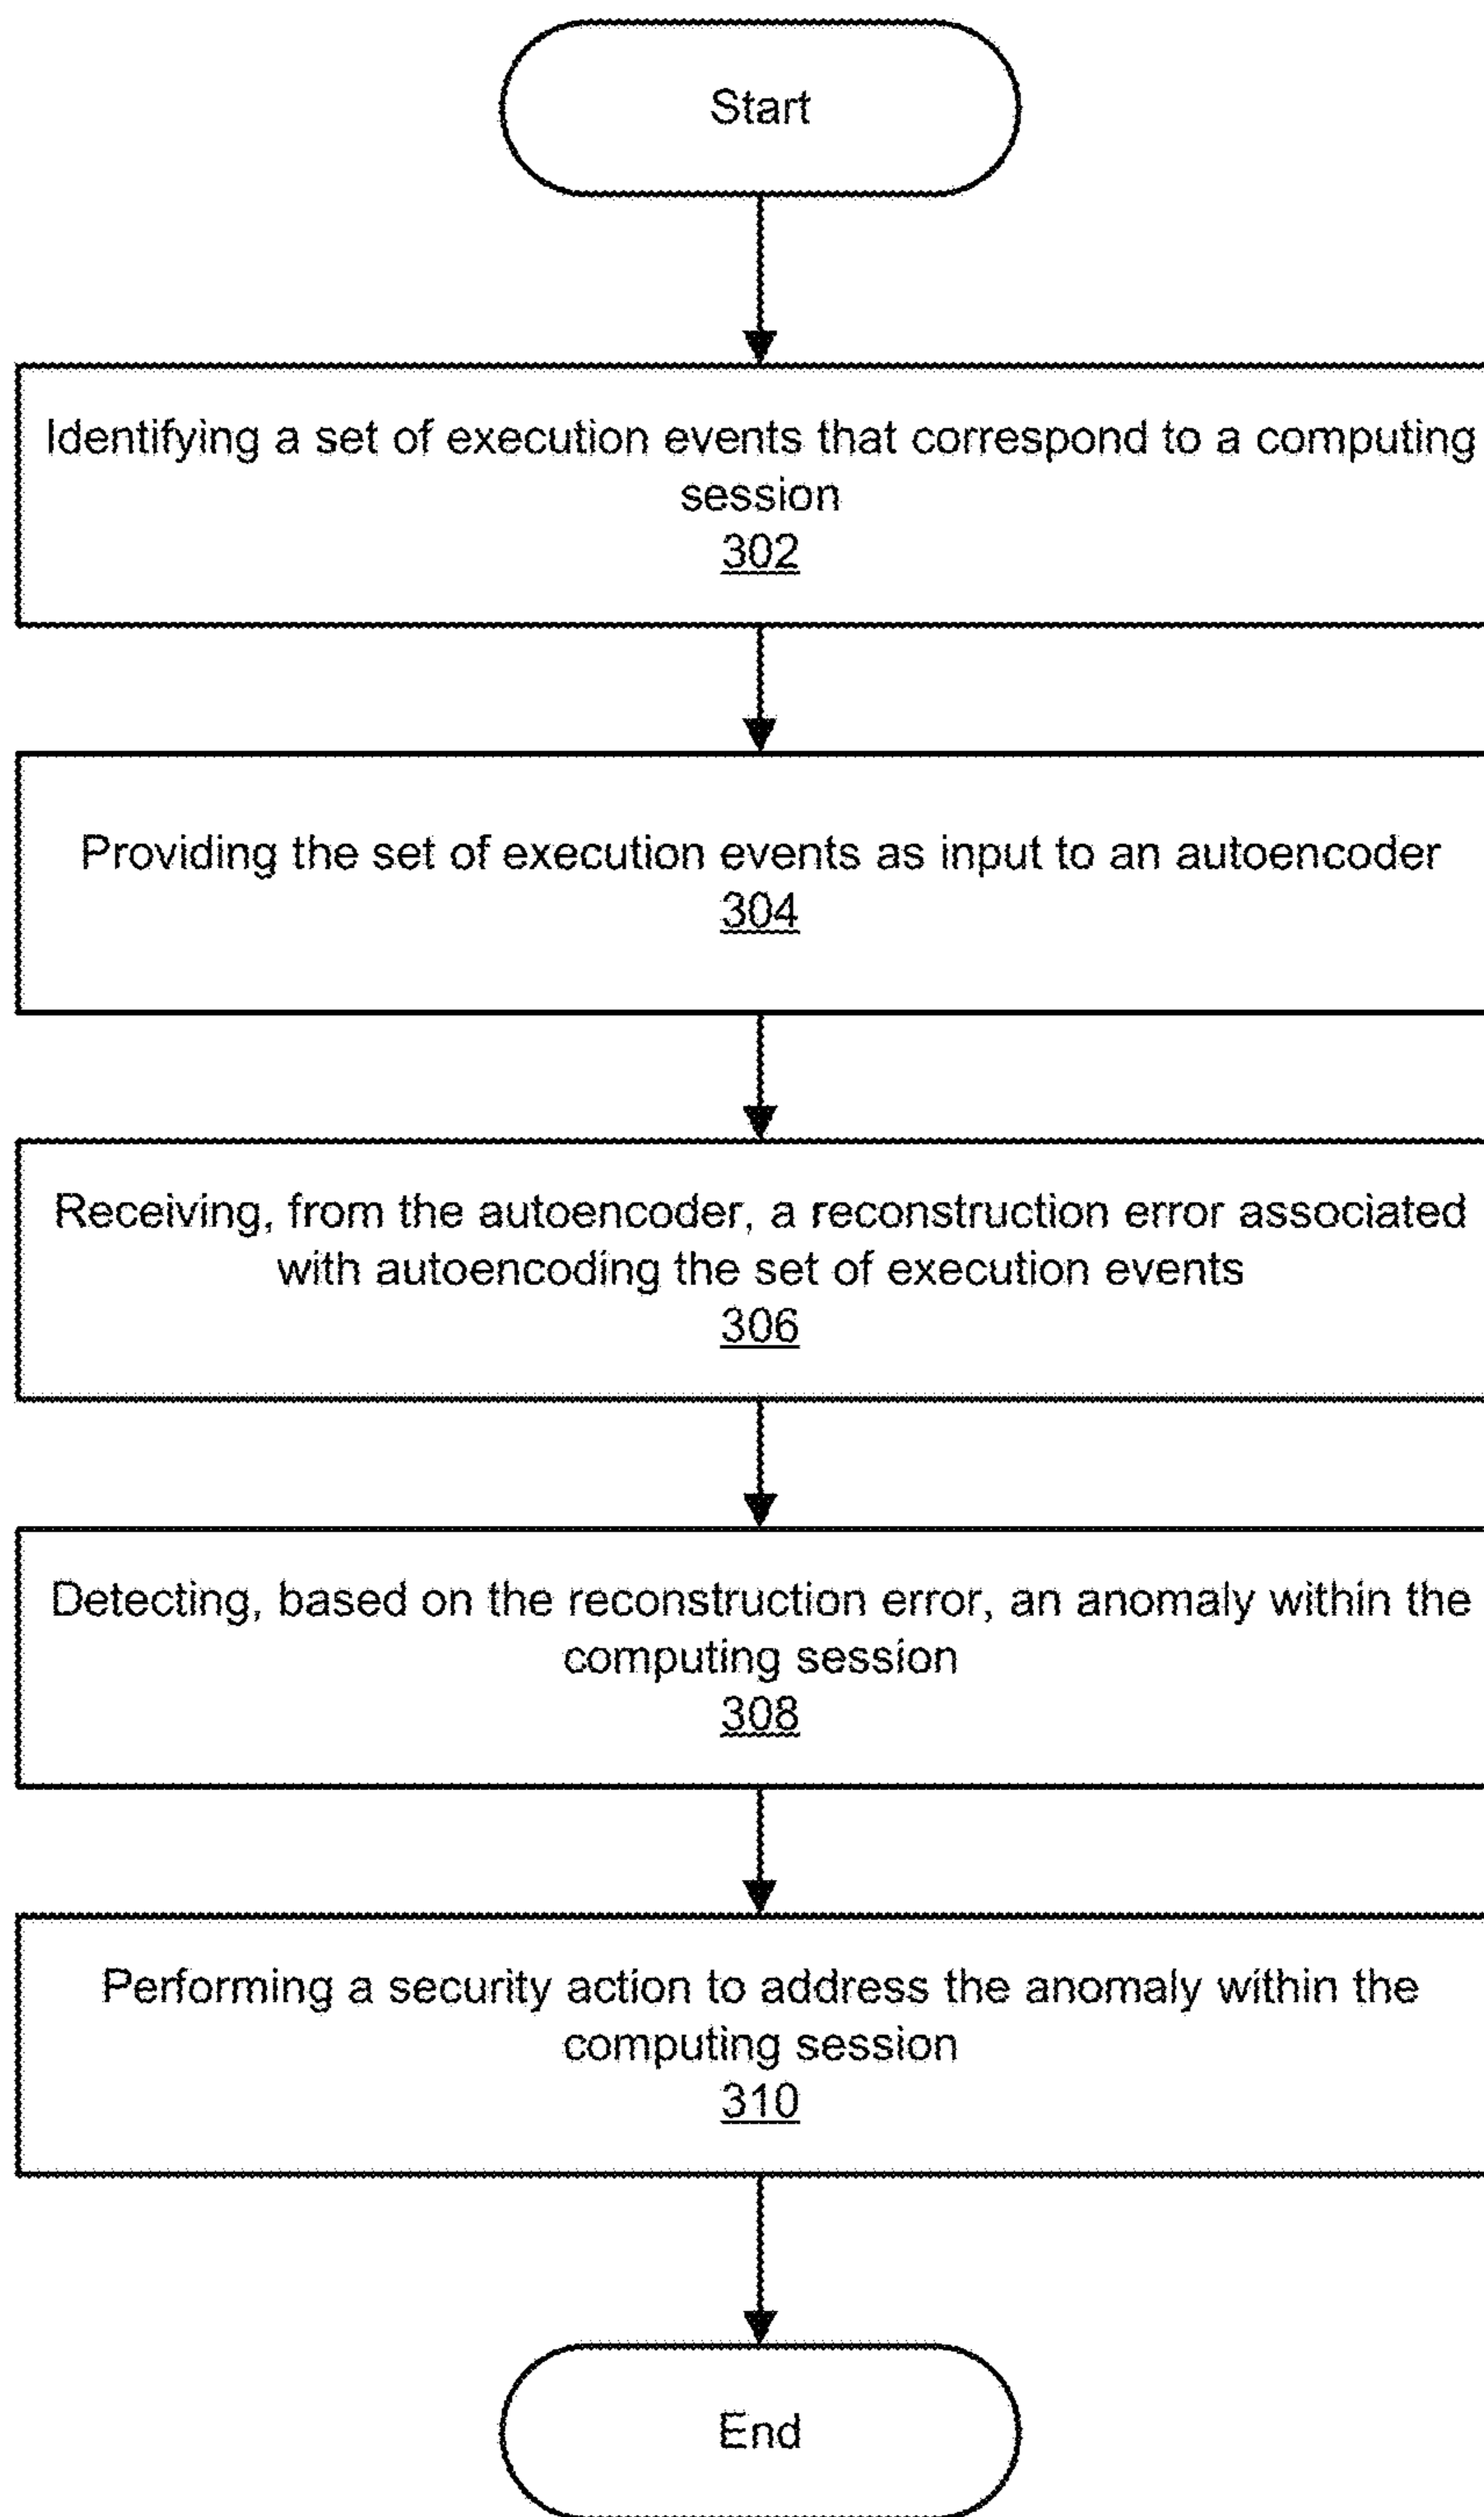 Start
Identifying a set of execution events that correspond to a computing
session
302
Providing the set of execution events as input to an autoencoder
304
Receiving, from the autoencoder, a reconstruction error associated
with autoencoding the set of execution events
306
Detecting, based on the reconstruction error, an anomaly within the
computing session
308
Performing a security action to address the anomaly within the
computing session
310
End